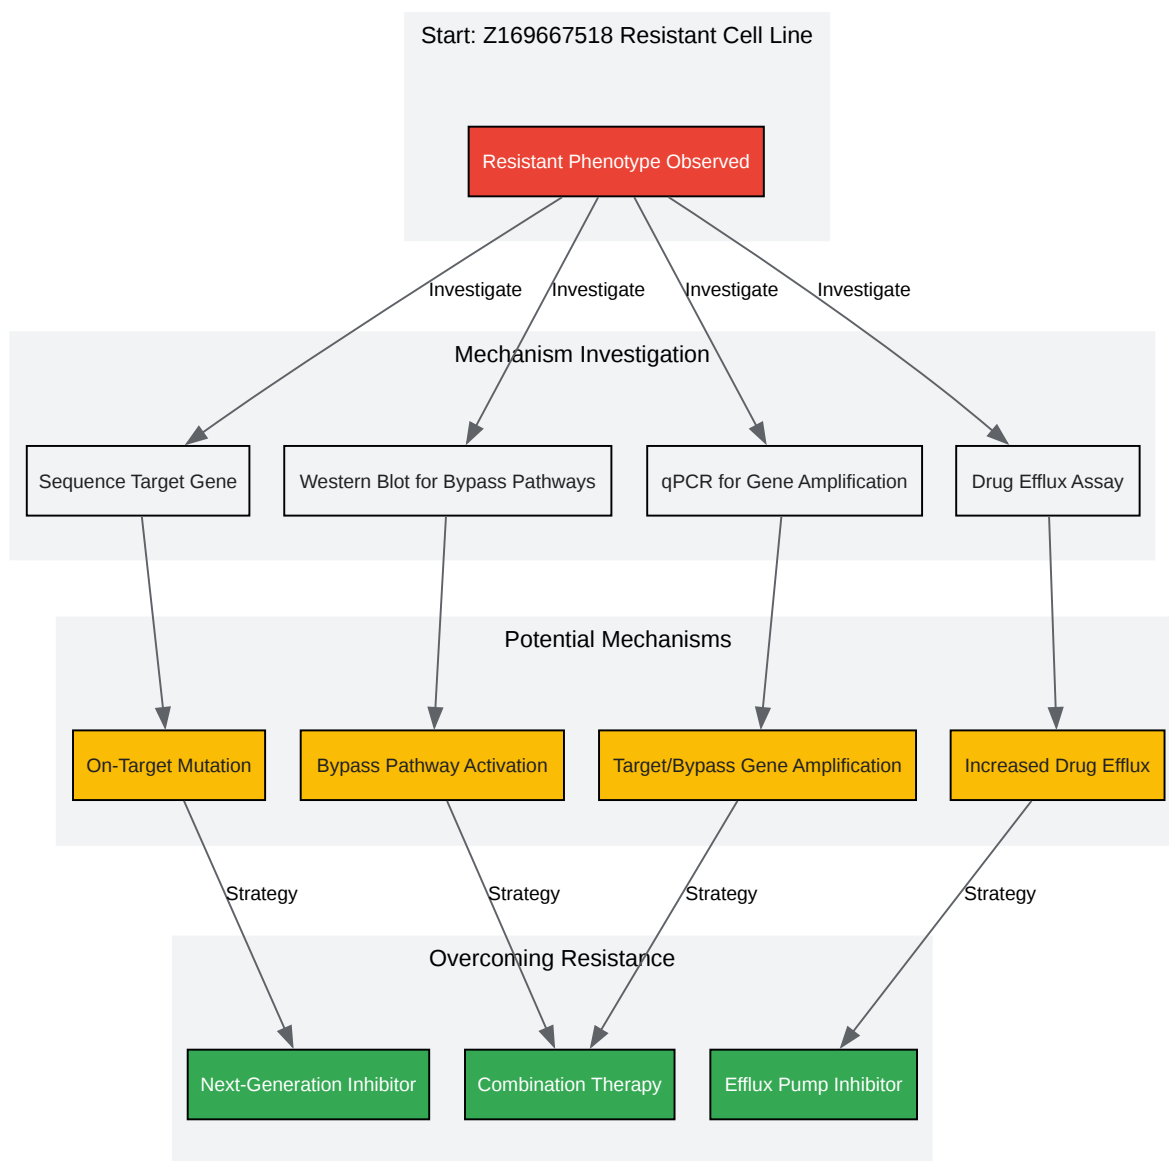 Start: Z169667518 Resistant Cell Line
Resistant Phenotype Observed
Investigate
Investigate
Investigate
Investigate
Mechanism Investigation
Sequence Target Gene
Western Blot for Bypass Pathways
qPCR for Gene Amplification
Drug Efflux Assay
Potential Mechanisms
On-Target Mutation
Bypass Pathway Activation
Target/Bypass Gene Amplification
Increased Drug Efflux
Strategy
Strategy
Strategy
Strategy
Overcoming Resistance
Next-Generation Inhibitor
Combination Therapy
Efflux Pump Inhibitor